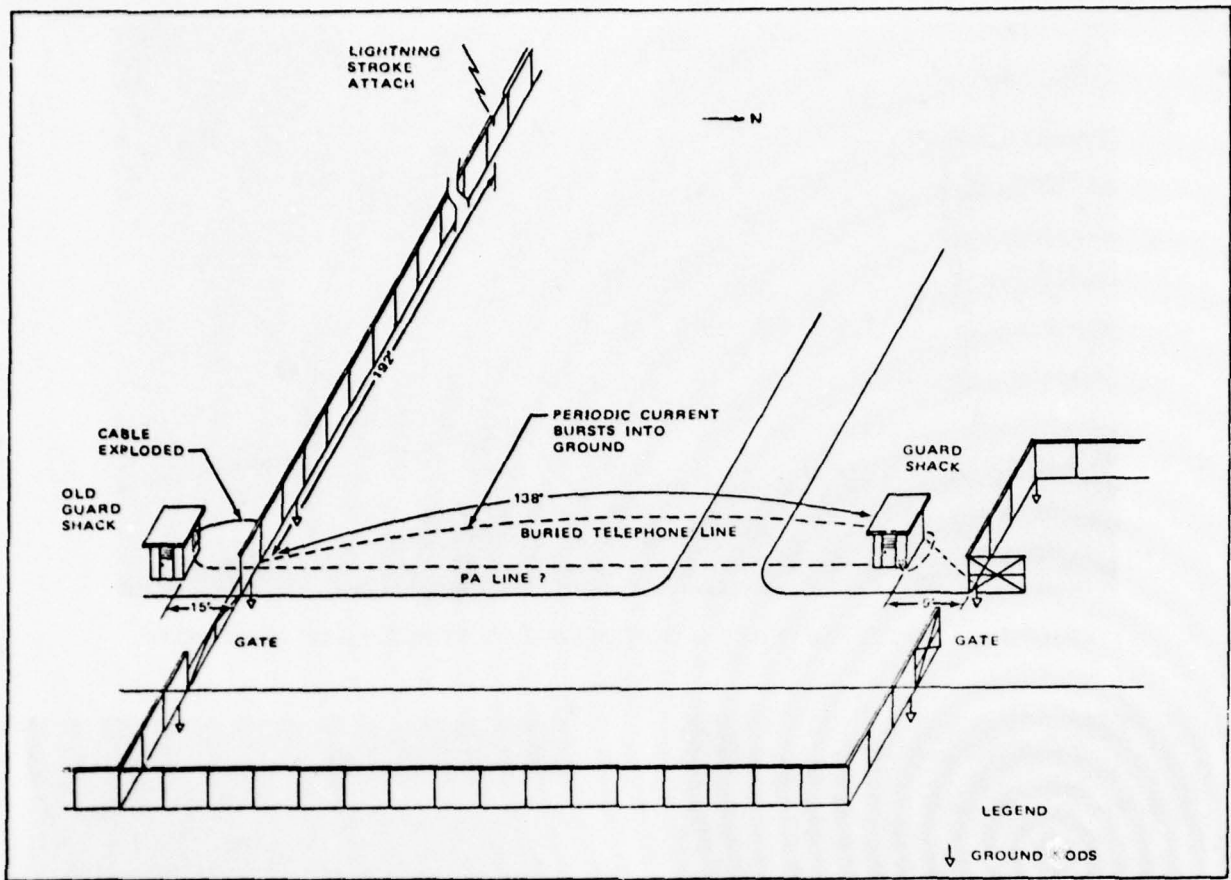 LIGHTNING
STROKE
ATTACH
N
192'
PERIODIC CURRENT
BURSTS INTO
GROUND
CABLE
EXPLODED
GUARD
SHACK
OLD
GUARD
SHACK
138'
BURIED TELEPHONE LINE
PA LINE ?
15'
GATE
GATE
LEGEND
GROUND